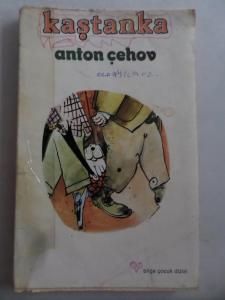 kaştanka
anton çehov
bilge çocuk dizisi